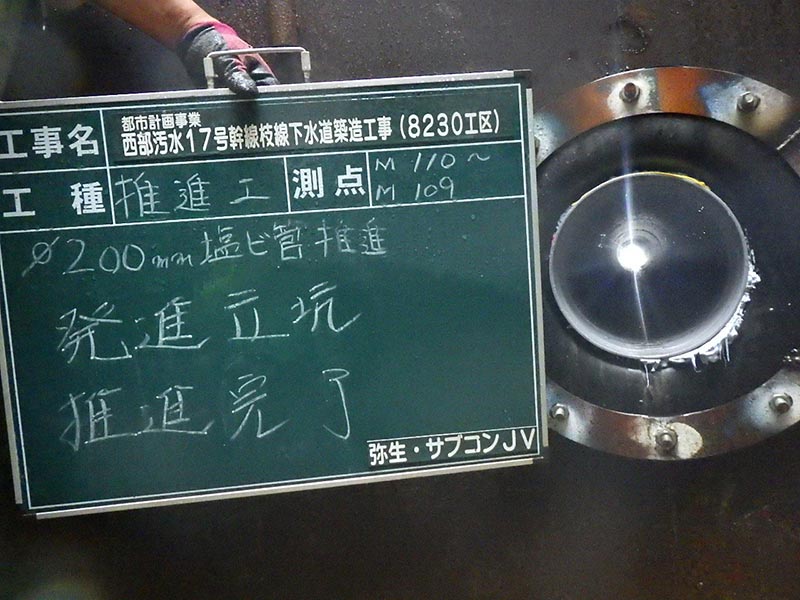 工事名 都市計画事業
西部汚水17号幹線枝線下水道築造工事(8230工区)
工種 推進工 測点 M 110~
M 109
φ200mm塩ビ管推進
発進立坑
推進完了
弥生・サブコンJV